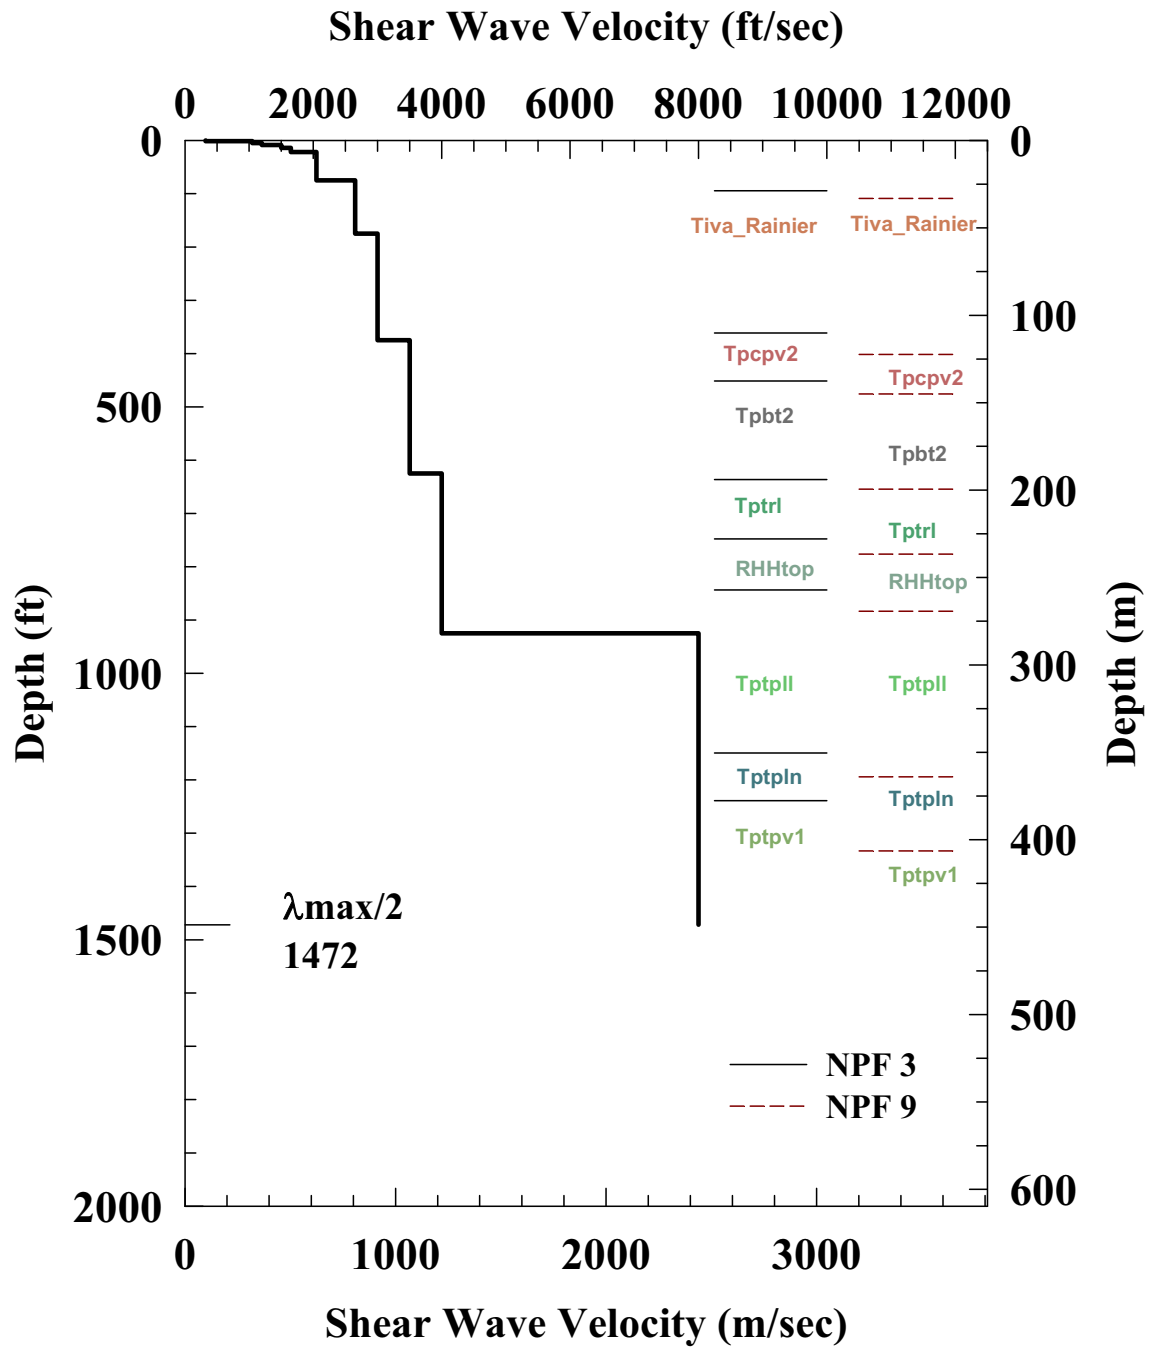 Shear Wave Velocity (ft/sec)
0 2000 4000 6000 8000 10000 12000
0 0
Tiva_Rainier Tiva_Rainier
100
Tpcpv2
Tpcpv2
500
Tpbt2
Tpbt2
200
Tptrl
Tptrl
RHHtop
RHHtop
Depth (ft)
Depth (m)
300
1000
Tptpll Tptpll
Tptpln
Tptpln
Tptpv1
400
Tptpv1
λmax/2
1500
1472
500
NPF 3
NPF 9
600
2000
0 1000 2000 3000
Shear Wave Velocity (m/sec)